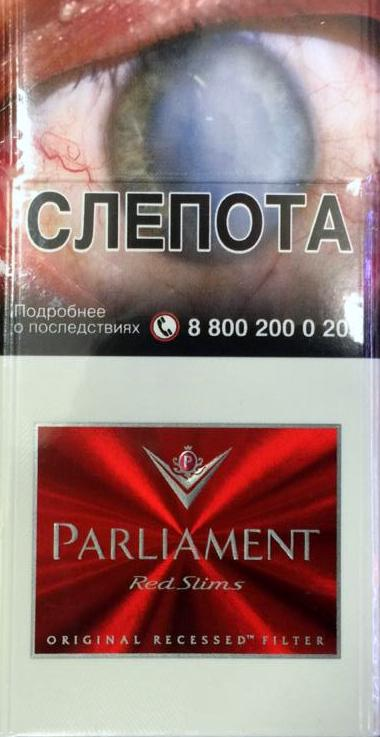 СЛЕПОТА
Подробнее
о последствиях 8 800 200 0 20
P
PARLIAMENT
Red Slims
ORIGINAL RECESSED™ FILTER